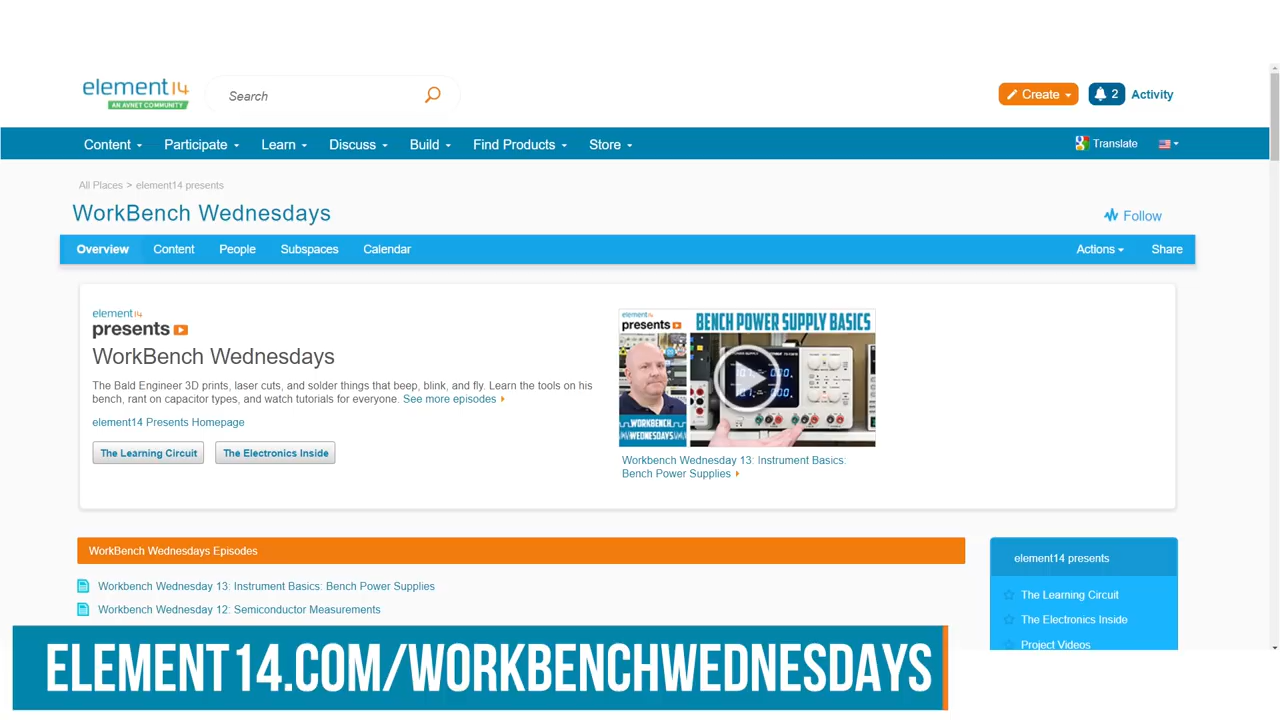 element14
AN AVNET COMMUNITY
Search
Create
2
Activity
Content
Participate
Learn
Discuss
Build
Find Products
Store
Translate
All Places > element14 presents
WorkBench Wednesdays
Follow
Overview
Content
People
Subspaces
Calendar
Actions
Share
element14
presents
WorkBench Wednesdays
The Bald Engineer 3D prints, laser cuts, and solder things that beep, blink, and fly. Learn the tools on his
bench, rant on capacitor types, and watch tutorials for everyone. See more episodes
element14 Presents Homepage
The Learning Circuit
The Electronics Inside
element14
presents
BENCH POWER SUPPLY BASICS
WORKBENCH
WEDNESDAYS
Workbench Wednesday 13: Instrument Basics:
Bench Power Supplies
WorkBench Wednesdays Episodes
Workbench Wednesday 13: Instrument Basics: Bench Power Supplies
Workbench Wednesday 12: Semiconductor Measurements
element14 presents
The Learning Circuit
The Electronics Inside
Project Videos
ELEMENT14.COM/WORKBENCHWEDNESDAYS